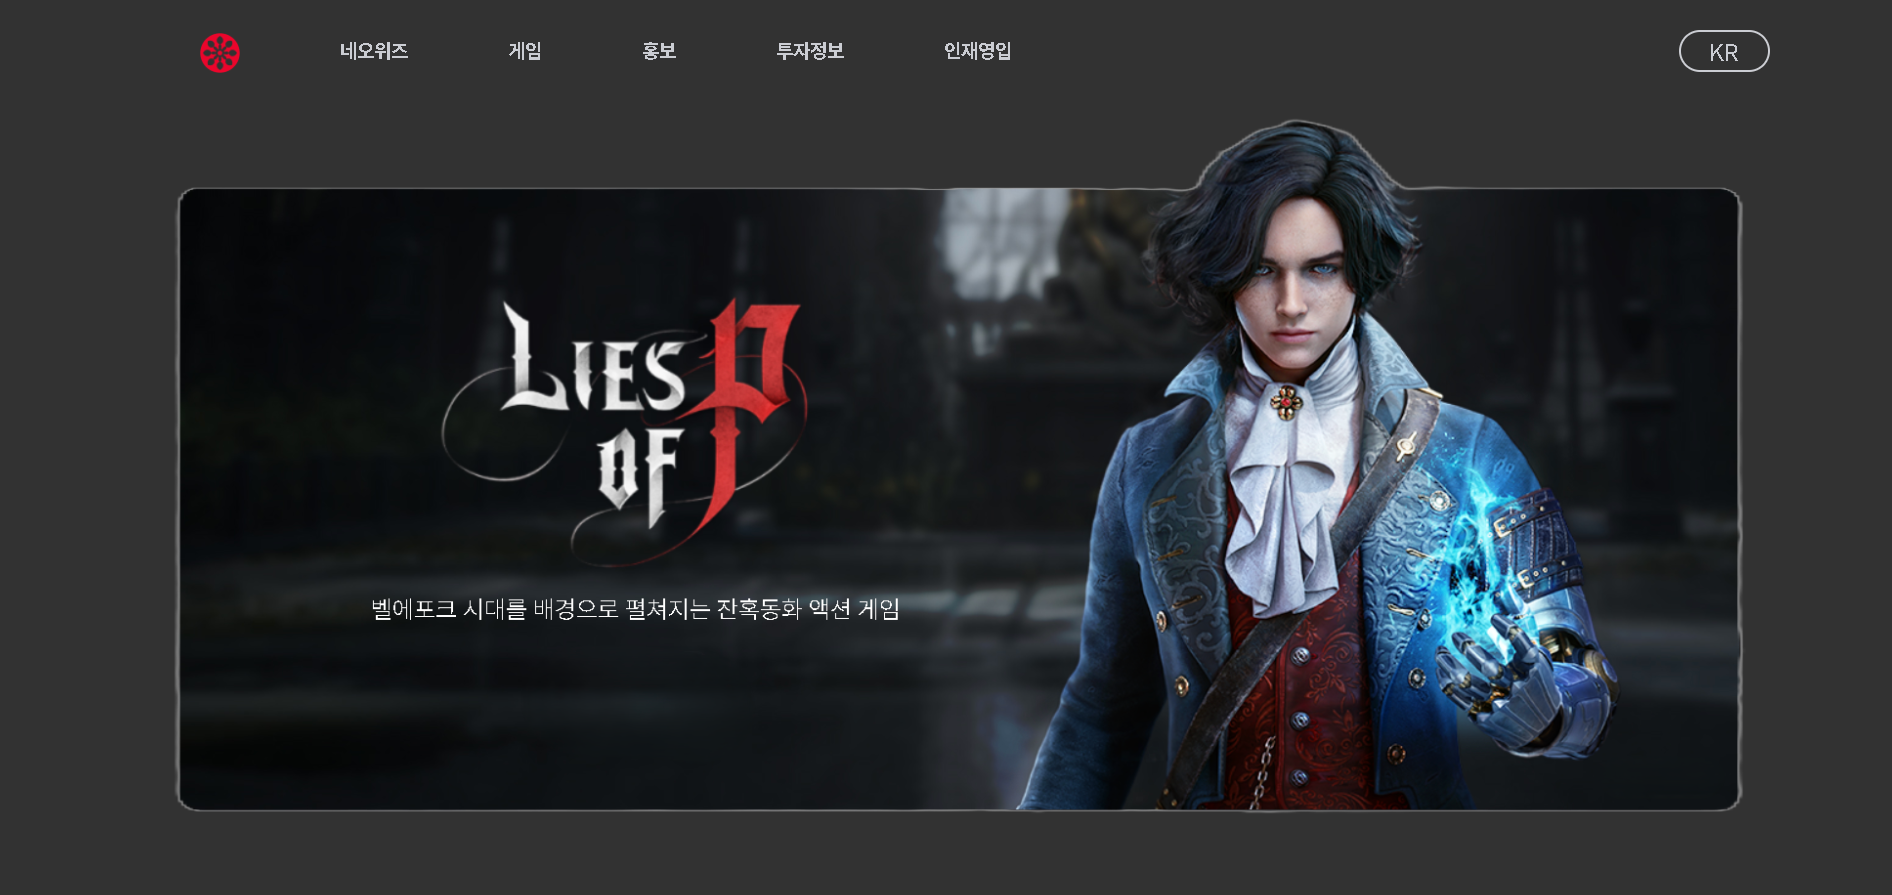 네오위즈
게임
홍보
투자정보
인재영입
KR
LIES
OF P
벨에포크 시대를 배경으로 펼쳐지는 잔혹동화 액션 게임